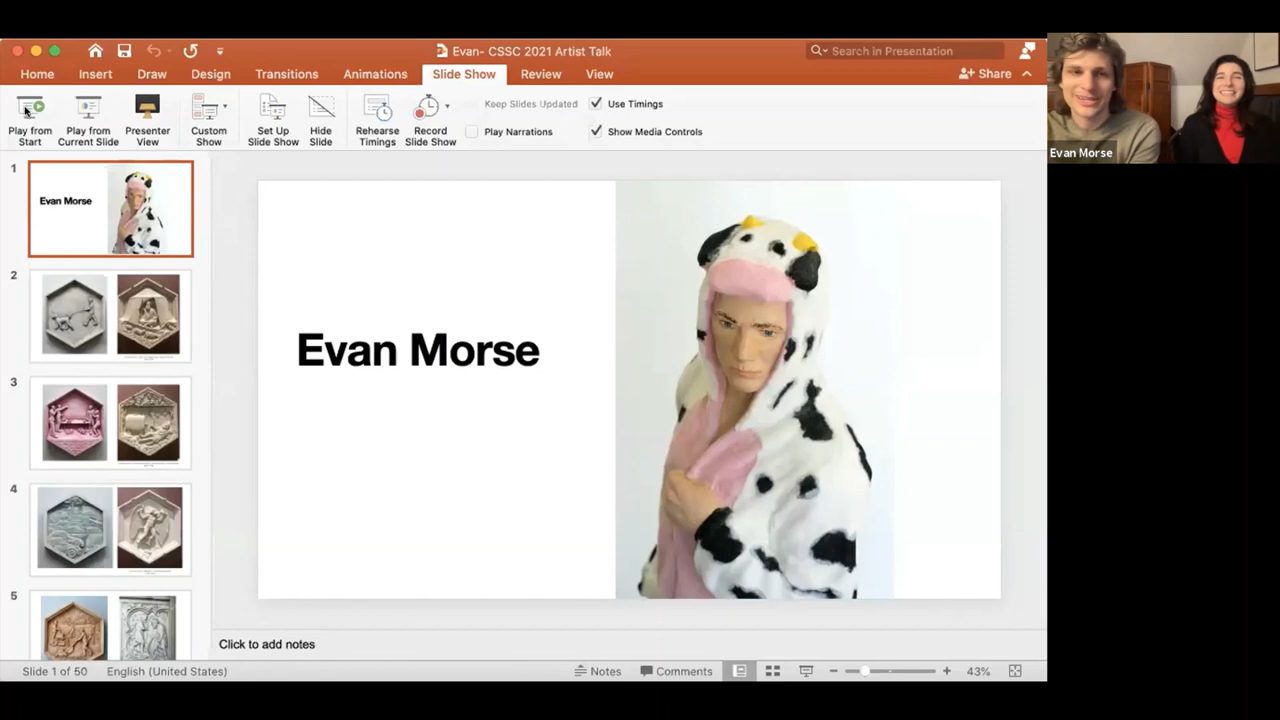 Evan- CSSC 2021 Artist Talk
Search in Presentation
Home Insert Draw Design Transitions Animations Slide Show Review View
Share
Play from Start
Play from Current Slide
Presenter View
Custom Show
Set Up Slide Show
Hide Slide
Rehearse Timings
Record Slide Show
Keep Slides Updated
Use Timings
Play Narrations
Show Media Controls
Evan Morse
1
Evan Morse
2
3
4
5
Evan Morse
Click to add notes
Slide 1 of 50
English (United States)
Notes
Comments
43%